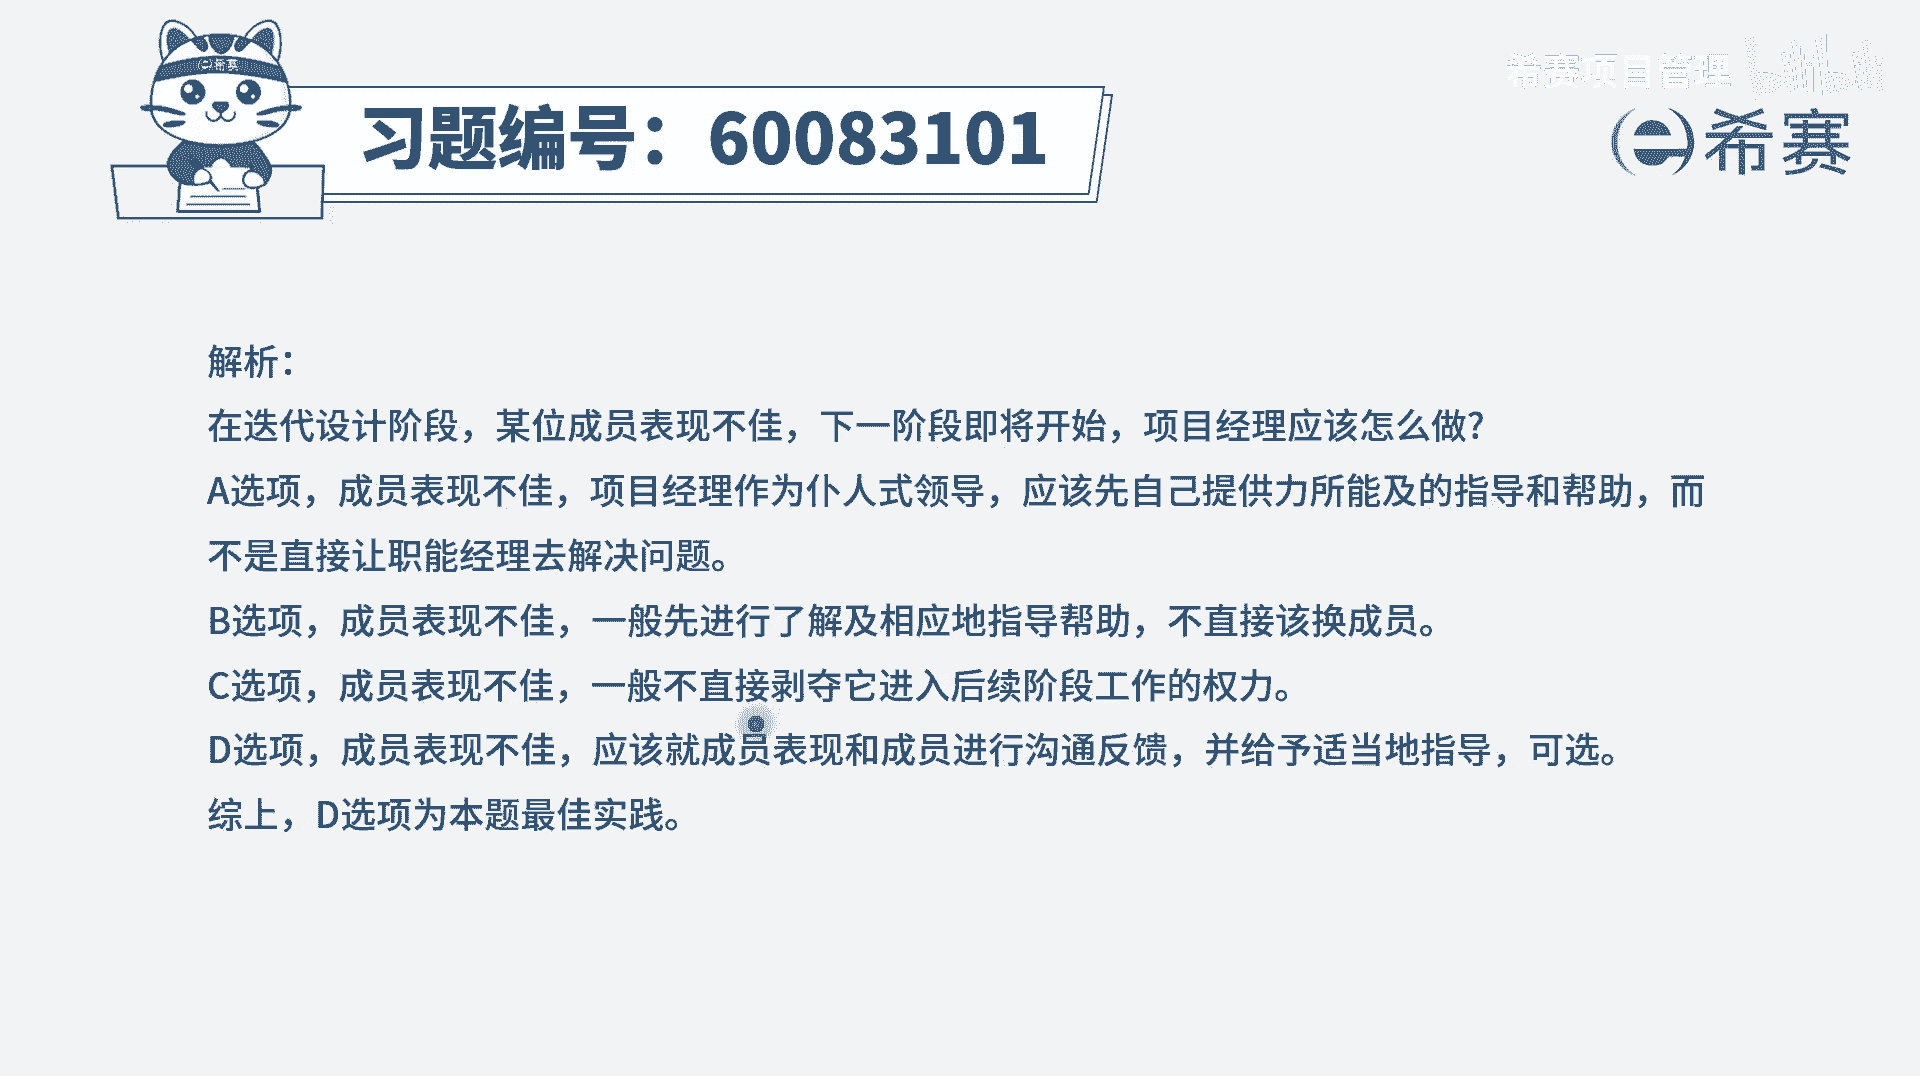 e希赛
希赛项目管理 bilibili
习题编号：60083101
e希赛
解析：
在迭代设计阶段，某位成员表现不佳，下一阶段即将开始，项目经理应该怎么做?
A选项，成员表现不佳，项目经理作为仆人式领导，应该先自己提供力所能及的指导和帮助，而
不是直接让职能经理去解决问题。
B选项，成员表现不佳，一般先进行了解及相应地指导帮助，不直接该换成员。
C选项，成员表现不佳，一般不直接剥夺它进入后续阶段工作的权力。
D选项，成员表现不佳，应该就成员表现和成员进行沟通反馈，并给予适当地指导，可选。
综上，D选项为本题最佳实践。